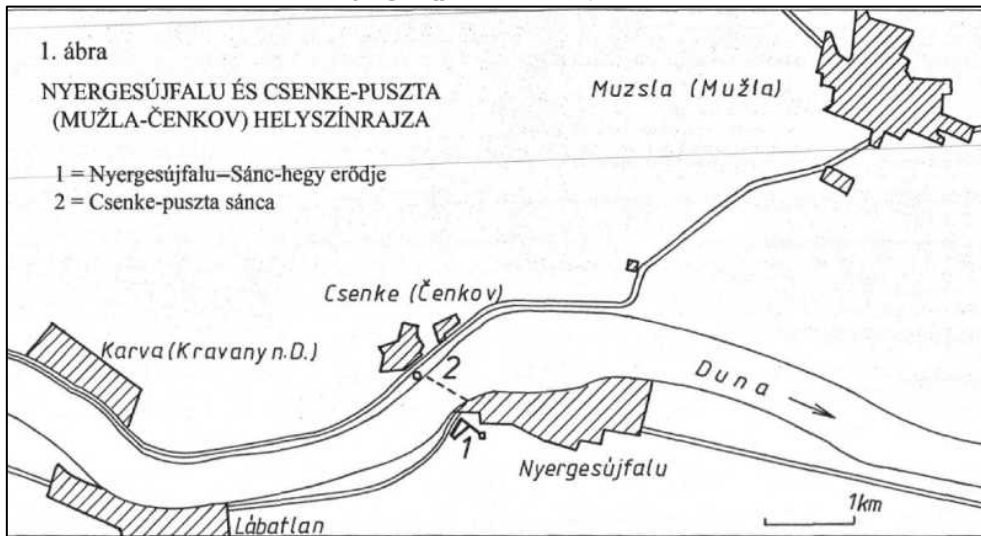 1. ábra
NYERGESÚJFALU ÉS CSENKE-PUSZTA
(MUŽLA-ČENKOV) HELYSZÍNRAJZA
1 = Nyergesújfalu–Sánc-hegy erődje
2 = Csenke-puszta sánca
Muzsla (Mužla)
Csenke (Čenkov)
Karva (Kravany n.D.)
2
Duna
1
Nyergesújfalu
1km
Lábatlan